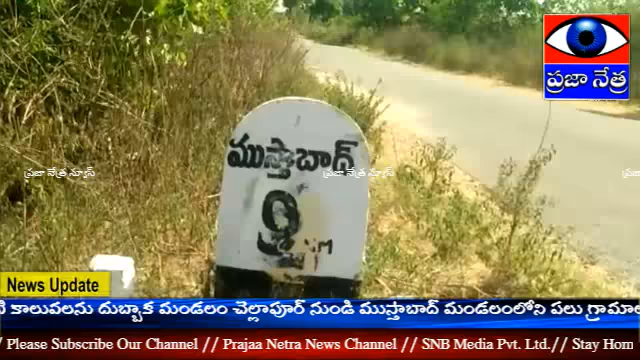 ప్రజా నేత్ర
ముస్తాబాద్
ప్రజా నేత్ర న్యూస్
KM
News Update
కాలువలను దుబ్బాక మండలం చెల్లాపూర్ నుండి ముస్తాబాద్ మండలంలోని పలు
/ Please Subscribe Our Channel // Prajaa Netra News Channel // SNB Media Pvt. Ltd.// Stay Hom